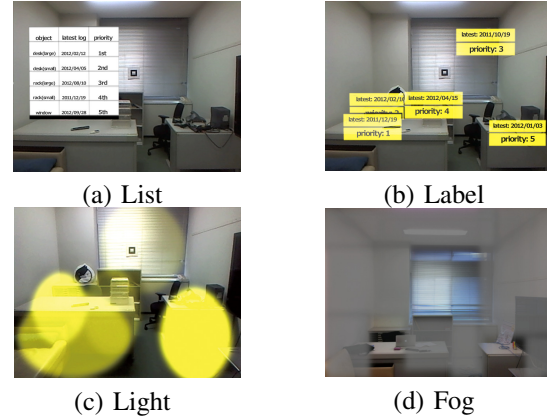 object latest log priority
desk(large) 2012/02/12 1st
desk(small) 2012/04/05 2nd
rack(large) 2012/08/10 3rd
rack(small) 2011/12/19 4th
window 2012/09/28 5th
(a) List
latest: 2011/10/19
priority: 3
latest: 2012/02/
latest: 2012/04/15
priority: 4
latest: 2011/12/19
priority: 1
latest: 2012/01/03
priority: 5
(b) Label
(c) Light
(d) Fog